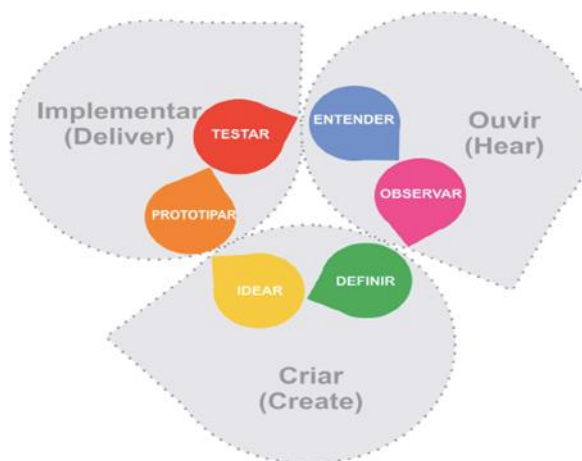 Implementar
(Deliver)
TESTAR
PROTOTIPAR
ENTENDER
Ouvir
(Hear)
OBSERVAR
IDEAR
DEFINIR
Criar
(Create)